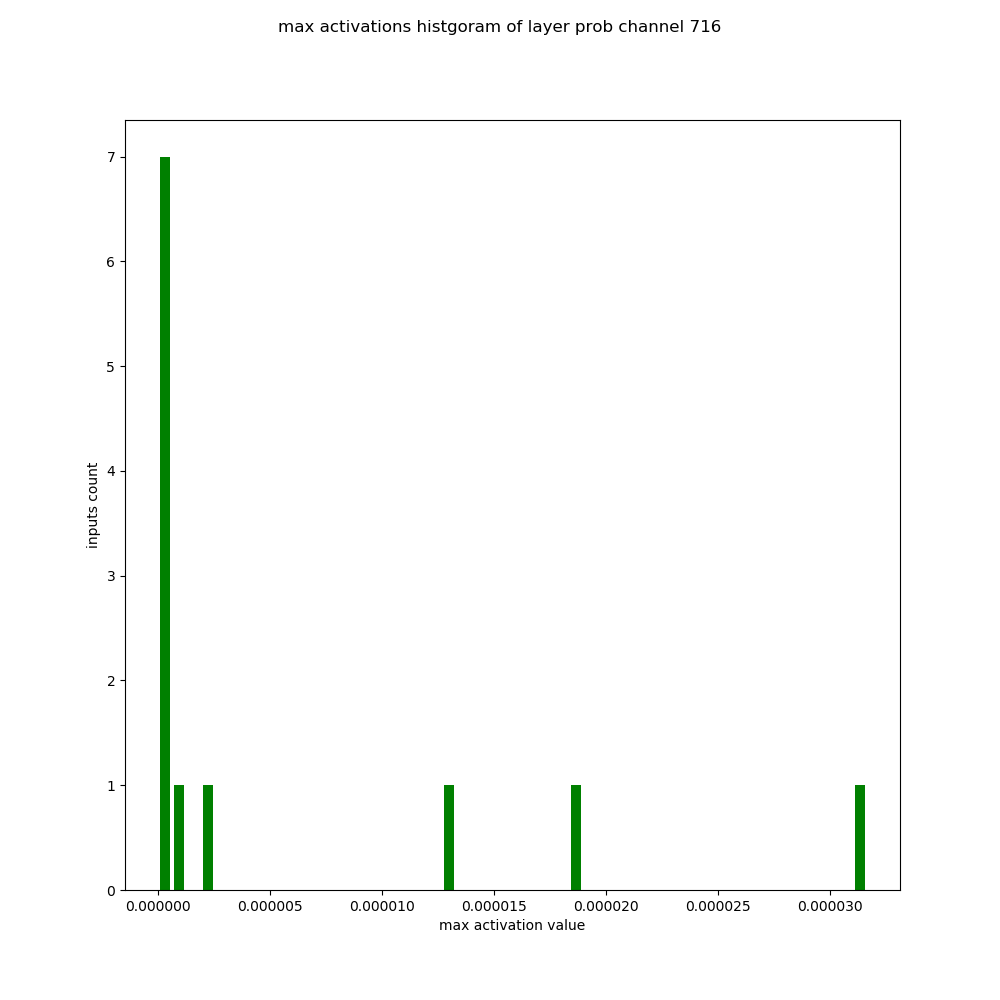 max activations histgoram of layer prob channel 716
7
6
5
4
3
2
1
0
inputs count
0.000000 0.000005 0.000010 0.000015 0.000020 0.000025 0.000030
max activation value